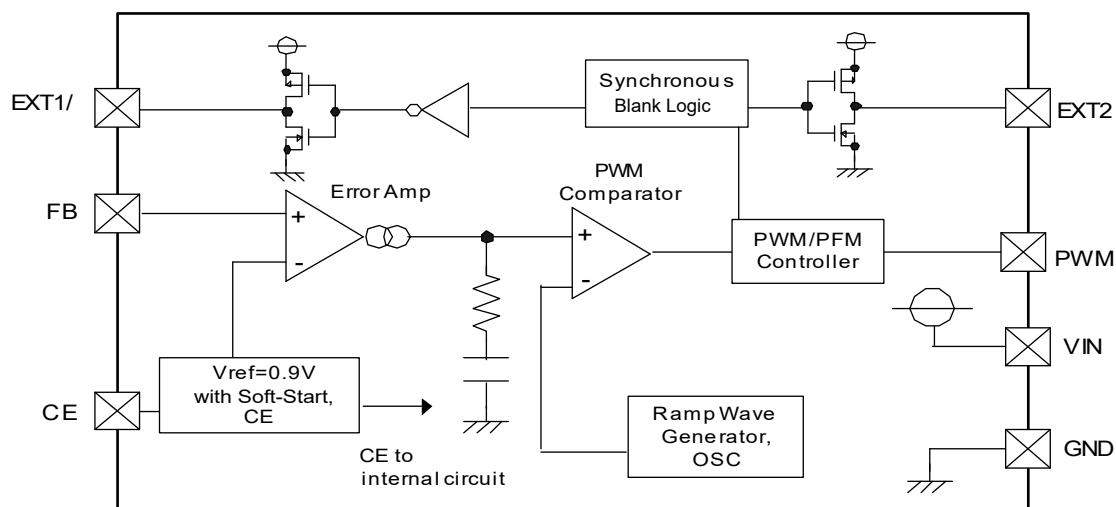 EXT1/
Synchronous
Blank Logic
EXT2
Error Amp
PWM
Comparator
FB
+
-
+
-
PWM/PFM
Controller
PWM
VIN
Vref=0.9V
with Soft-Start,
CE
CE
Ramp Wave
Generator,
OSC
GND
CE to
internal circuit